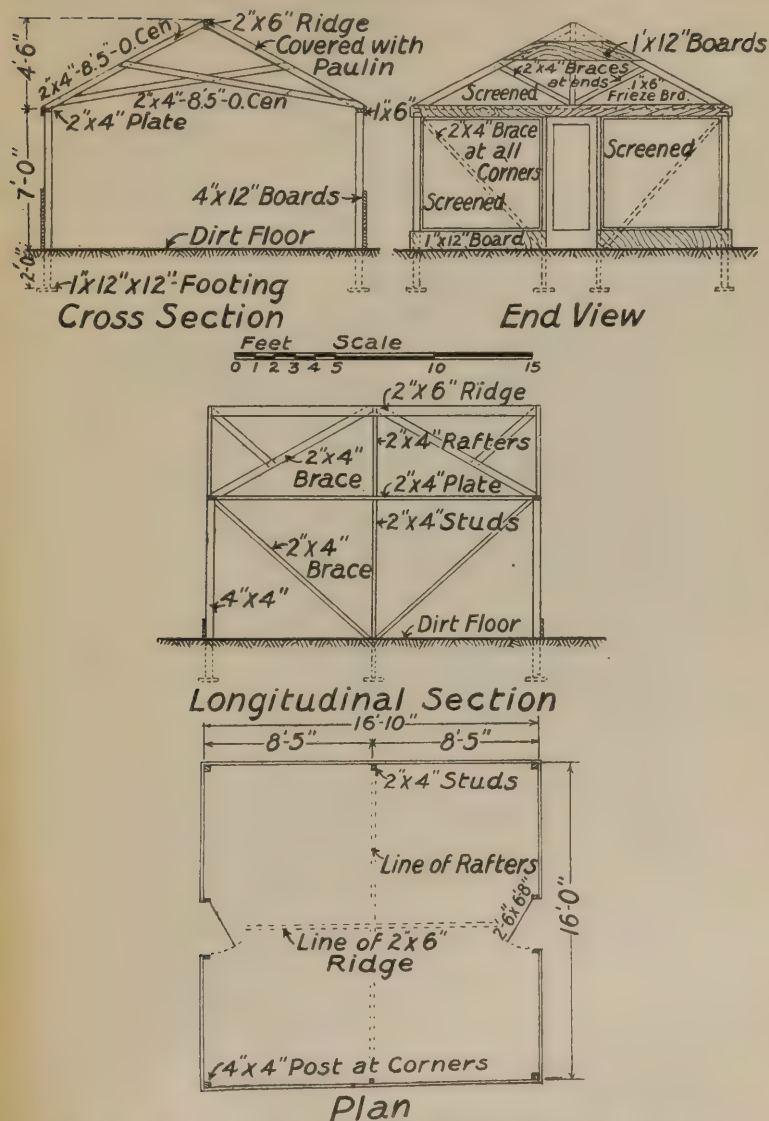 2"x6" Ridge
Covered with
Paulin
4'-6"
2"x4"-8'.5"-O.Cen
2"x4"-8'.5"-O.Cen
2"x4" Plate
1"x6"
7'-0"
4"x12" Boards
Dirt Floor
2'-0"
1"x12"x12"-Footing
Cross Section
1'x12" Boards
2"x4" Braces
at ends
Screened
1"x6"
Frieze Brd.
2"x4" Brace
at all
Corners
Screened
Screened
1"x12" Board
End View
Feet Scale
0 1 2 3 4 5 10 15
2"x6" Ridge
2"x4" Rafters
2"x4"
Brace
2"x4" Plate
2"x4" Studs
2"x4"
Brace
4"x4"
Dirt Floor
Longitudinal Section
16'-10"
8'-5" 8'-5"
2"x4" Studs
Line of Rafters
16'-0"
2'-6"x6'-8"
Line of 2"x6"
Ridge
4"x4" Post at Corners
Plan